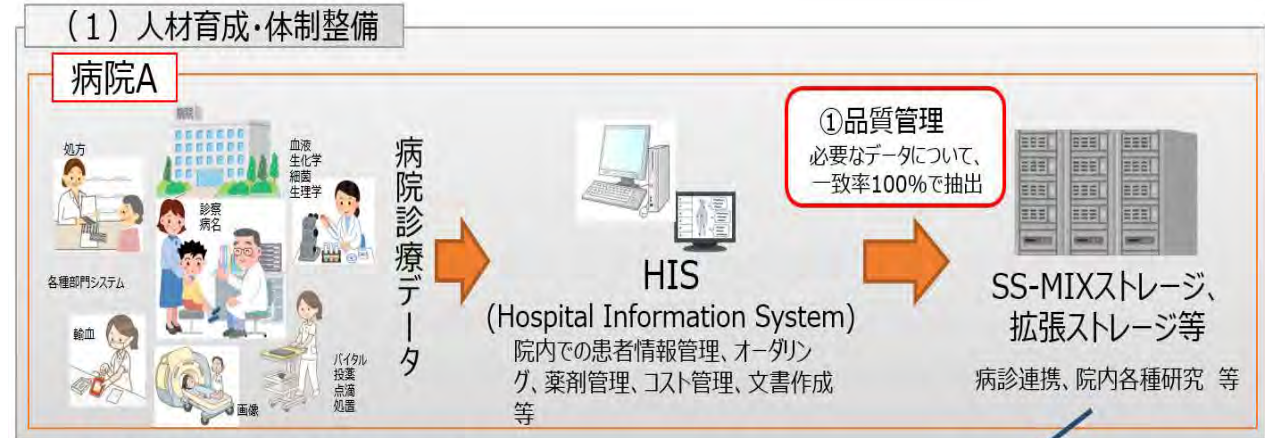 （1）人材育成・体制整備
病院A
病院
処方
血液
生化学
細菌
生理学
診察
病名
各種部門システム
輸血
画像
バイタル
投薬
点滴
処置
病院診療データ
HIS
(Hospital Information System)
院内での患者情報管理、オーダリン
グ、薬剤管理、コスト管理、文書作成
等
①品質管理
必要なデータについて、
一致率100%で抽出
SS-MIXストレージ、
拡張ストレージ等
病診連携、院内各種研究　等